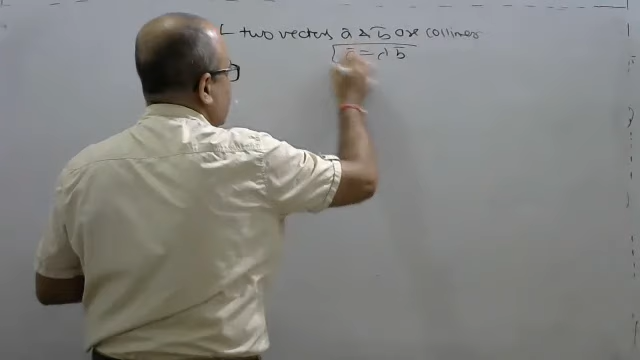 two vectors ā & b̄ are collinear
ā = λ b̄